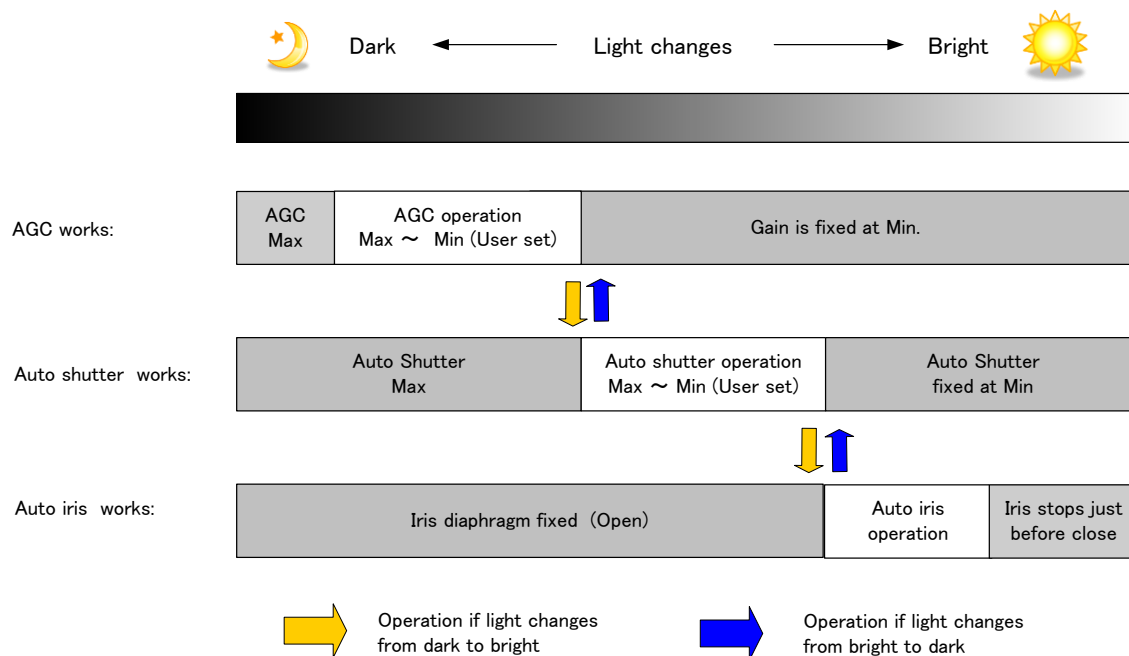 Dark
Light changes
Bright
AGC works:
AGC
Max
AGC operation
Max ～ Min (User set)
Gain is fixed at Min.
Auto shutter works:
Auto Shutter
Max
Auto shutter operation
Max ～ Min (User set)
Auto Shutter
fixed at Min
Auto iris works:
Iris diaphragm fixed (Open)
Auto iris
operation
Iris stops just
before close
Operation if light changes
from dark to bright
Operation if light changes
from bright to dark